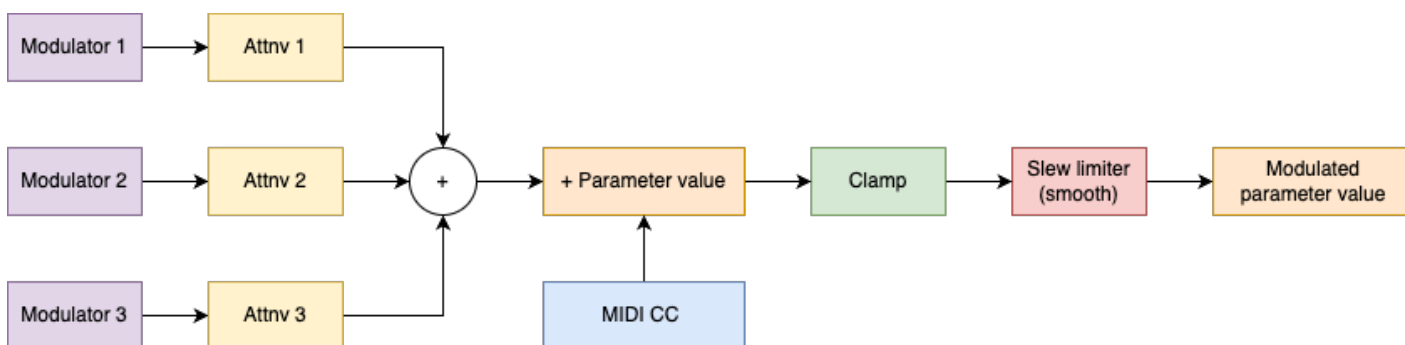 Modulator 1
Attnv 1
Modulator 2
Attnv 2
+
+ Parameter value
Clamp
Slew limiter
(smooth)
Modulated
parameter value
Modulator 3
Attnv 3
MIDI CC